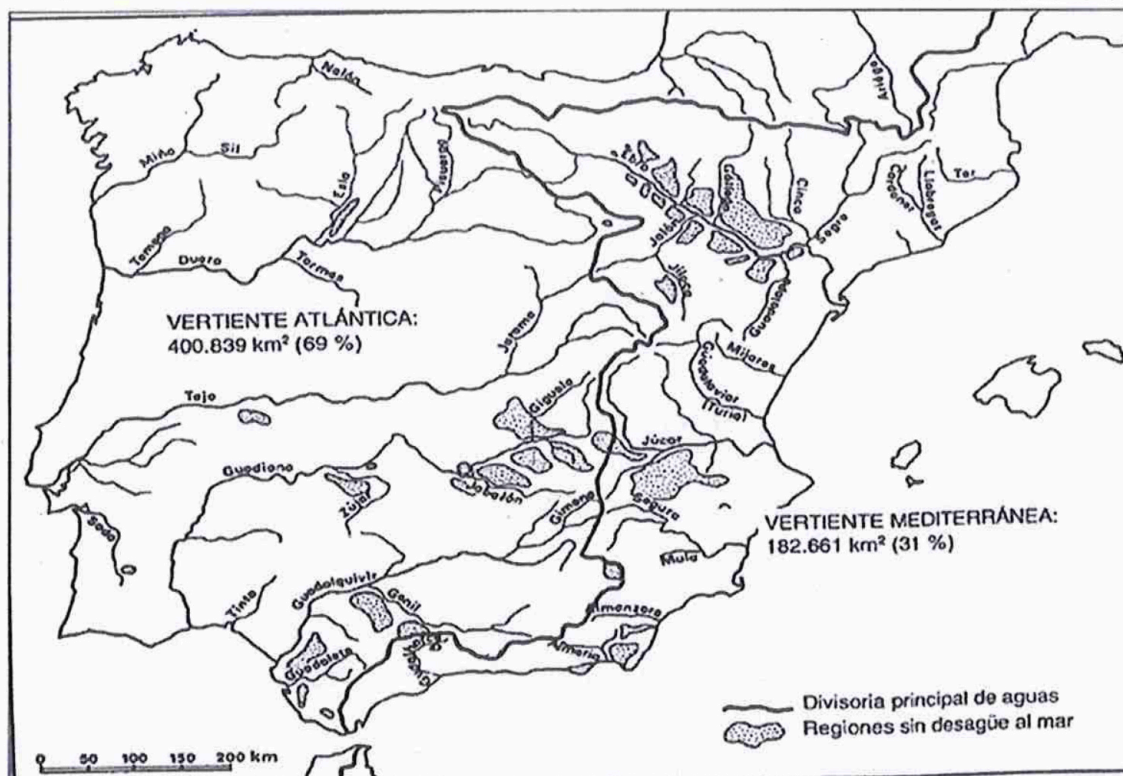 Nalón
Ariège
Miño
Sil
Esla
Pisuerga
Ebro
Gállego
Cinca
Segre
Cardoner
Llobregat
Ter
Tamega
Duero
Tormes
Jalón
Jiloca
Guadalope
VERTIENTE ATLÁNTICA:
400.839 km² (69 %)
Jarama
Mijares
Guadalaviar
(Turia)
Tajo
Gigüela
Júcar
Guadiana
Zújar
Jabalón
Segura
VERTIENTE MEDITERRÁNEA:
182.661 km² (31 %)
Sado
Mula
Guadalquivir
Genil
Tinto
Almanzora
Almería
Guadalete
Divisoria principal de aguas
Regiones sin desagüe al mar
0 50 100 150 200 km